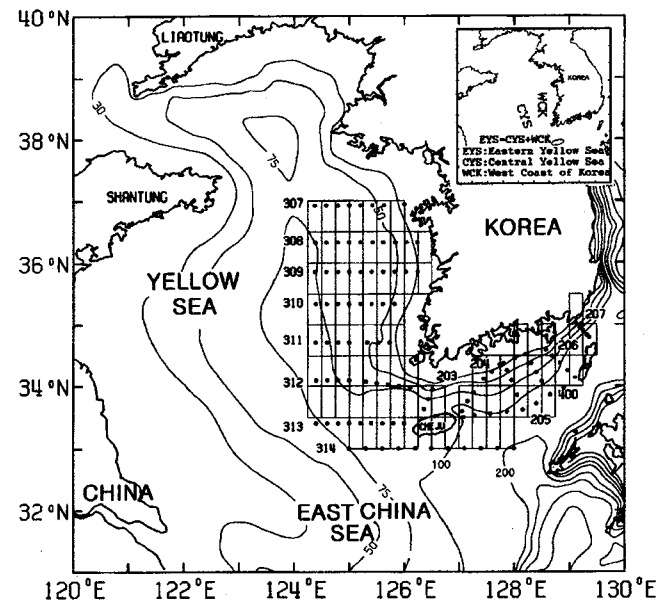 40°N
LIAOTUNG
30
38°N
75
SHANTUNG
36°N
YELLOW
SEA
34°N
CHINA
32°N
EAST CHINA
SEA
75
50
120°E
122°E
124°E
126°E
128°E
130°E
307
308
309
310
311
312
313
314
50
KOREA
203
204
205
206
207
400
CHEJU
100
200
KOREA
WCK
CYS
EYS=CYS+WCK
EYS:Eastern Yellow Sea
CYS:Central Yellow Sea
WCK:West Coast of Korea